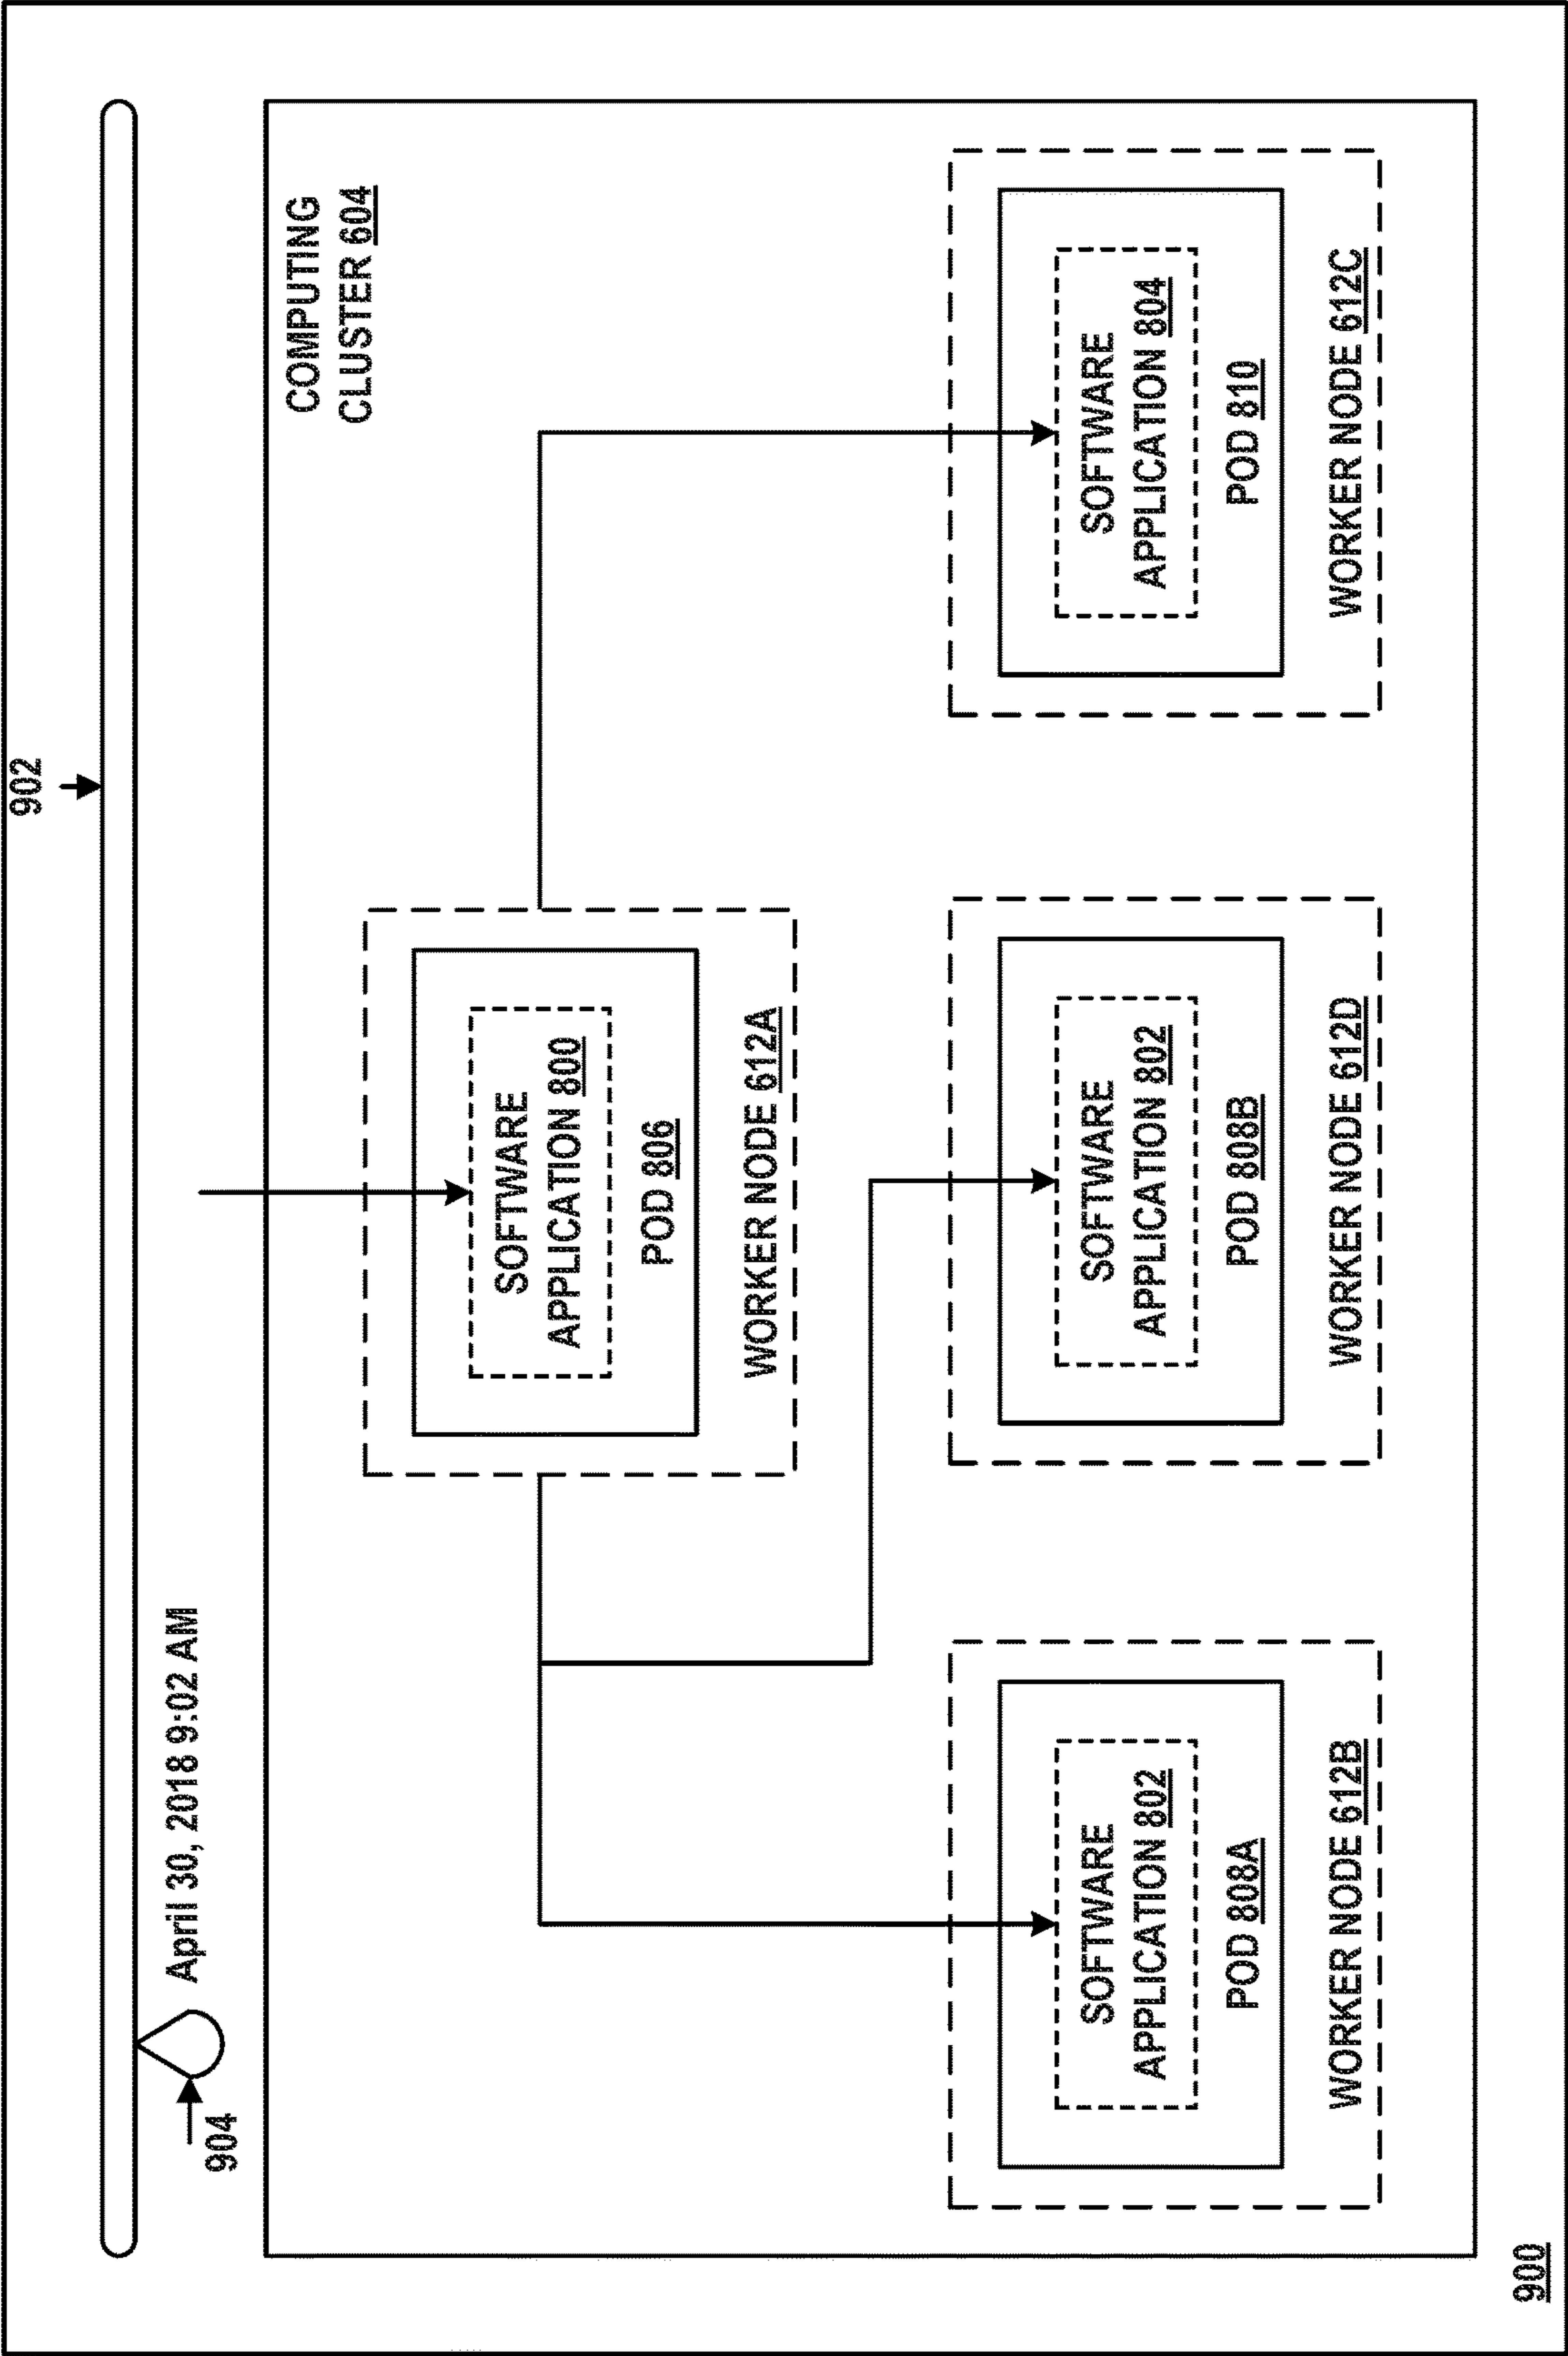 902
904
April 30, 2018 9:02 AM
COMPUTING
CLUSTER 604
SOFTWARE
APPLICATION 800
POD 806
WORKER NODE 612A
SOFTWARE
APPLICATION 802
POD 808A
WORKER NODE 612B
SOFTWARE
APPLICATION 802
POD 808B
WORKER NODE 612D
SOFTWARE
APPLICATION 804
POD 810
WORKER NODE 612C
900